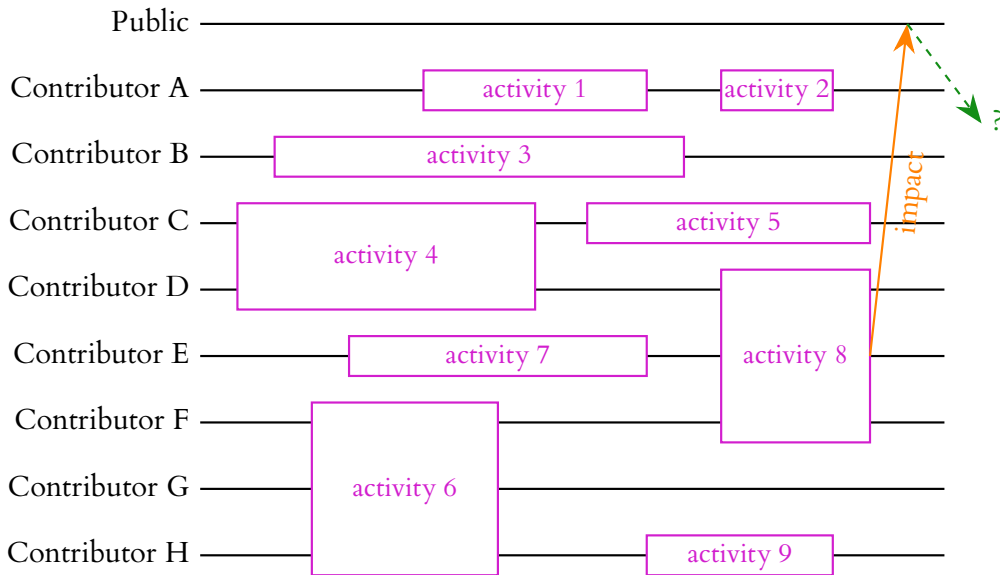 Public
Contributor A
activity 1
activity 2
Contributor B
activity 3
Contributor C
activity 5
activity 4
impact
Contributor D
Contributor E
activity 7
activity 8
Contributor F
Contributor G
activity 6
Contributor H
activity 9
?